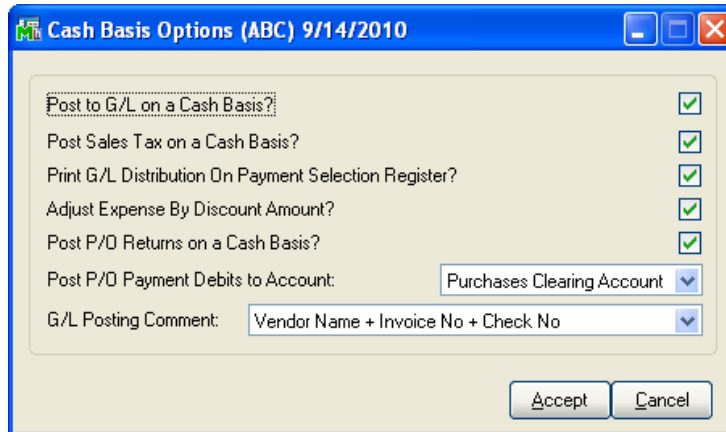 Cash Basis Options (ABC) 9/14/2010
Post to G/L on a Cash Basis?
Post Sales Tax on a Cash Basis?
Print G/L Distribution On Payment Selection Register?
Adjust Expense By Discount Amount?
Post P/O Returns on a Cash Basis?
Post P/O Payment Debits to Account: Purchases Clearing Account
G/L Posting Comment: Vendor Name + Invoice No + Check No
Accept Cancel